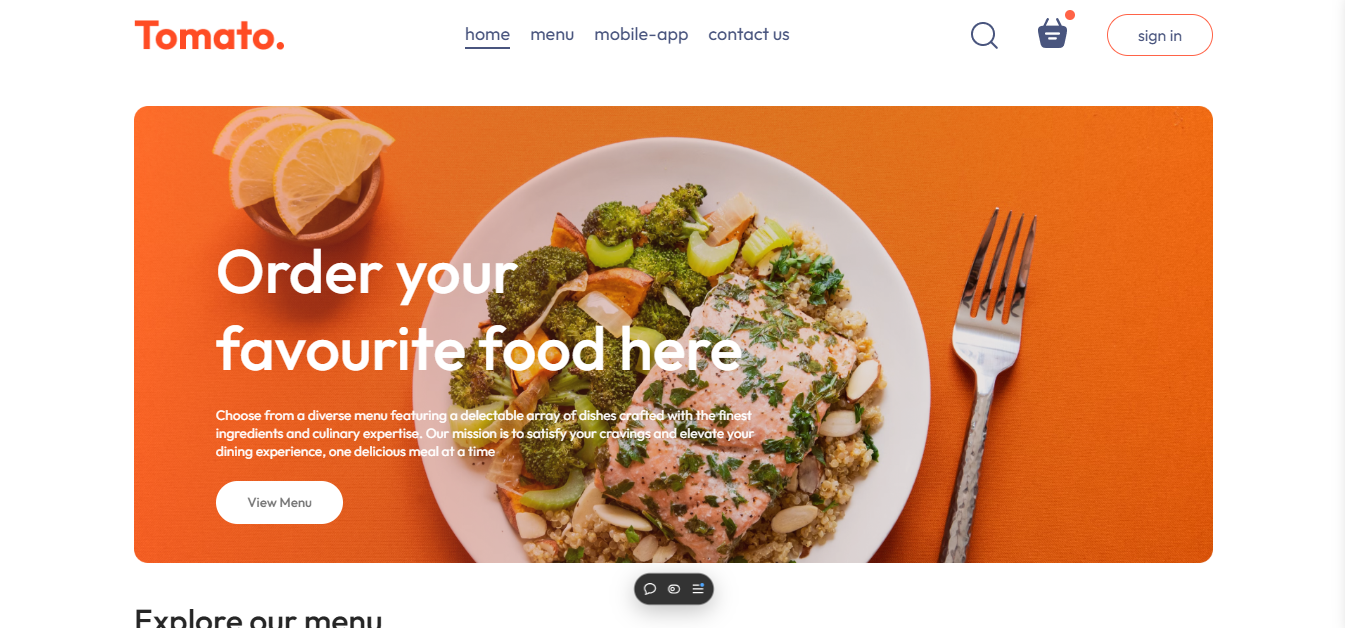 Tomato.
home menu mobile-app contact us
sign in
Order your
favourite food here
Choose from a diverse menu featuring a delectable array of dishes crafted with the finest
ingredients and culinary expertise. Our mission is to satisfy your cravings and elevate your
dining experience, one delicious meal at a time
View Menu
Explore our menu